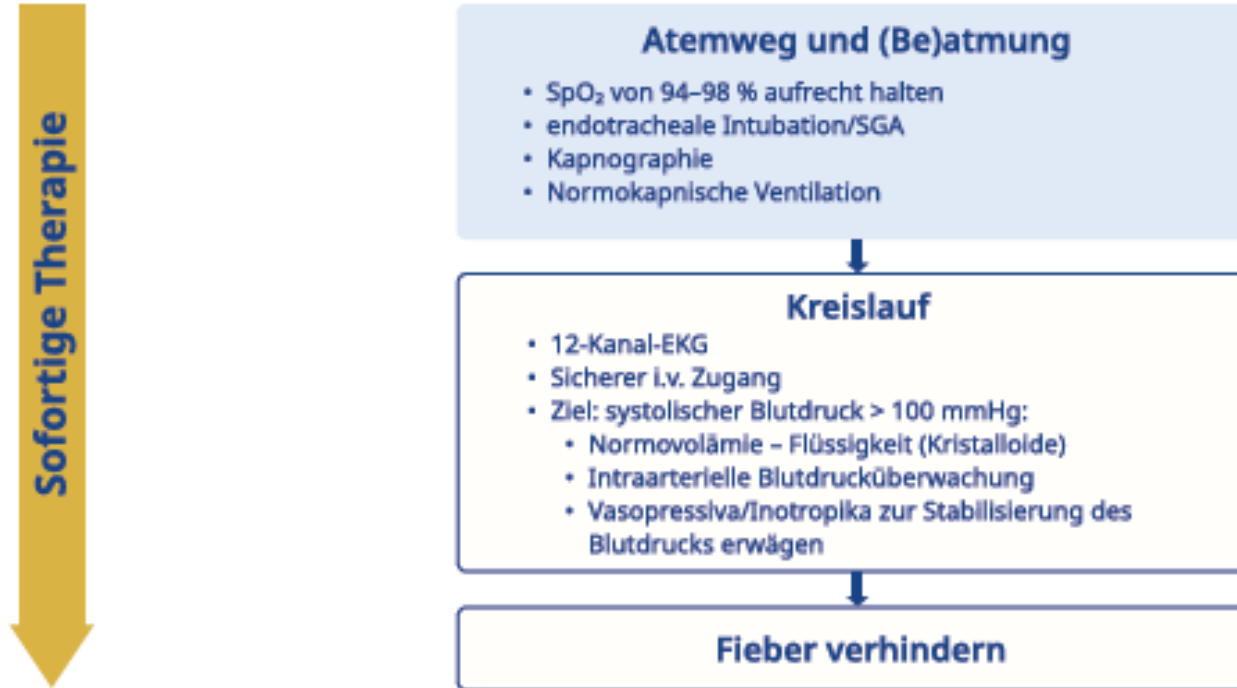 Sofortige Therapie
Atemweg und (Be)atmung
• SpO₂ von 94–98 % aufrecht halten
• endotracheale Intubation/SGA
• Kapnographie
• Normokapnische Ventilation
Kreislauf
• 12-Kanal-EKG
• Sicherer i.v. Zugang
• Ziel: systolischer Blutdruck > 100 mmHg:
• Normovolämie – Flüssigkeit (Kristalloide)
• Intraarterielle Blutdrucküberwachung
• Vasopressiva/Inotropika zur Stabilisierung des
Blutdrucks erwägen
Fieber verhindern